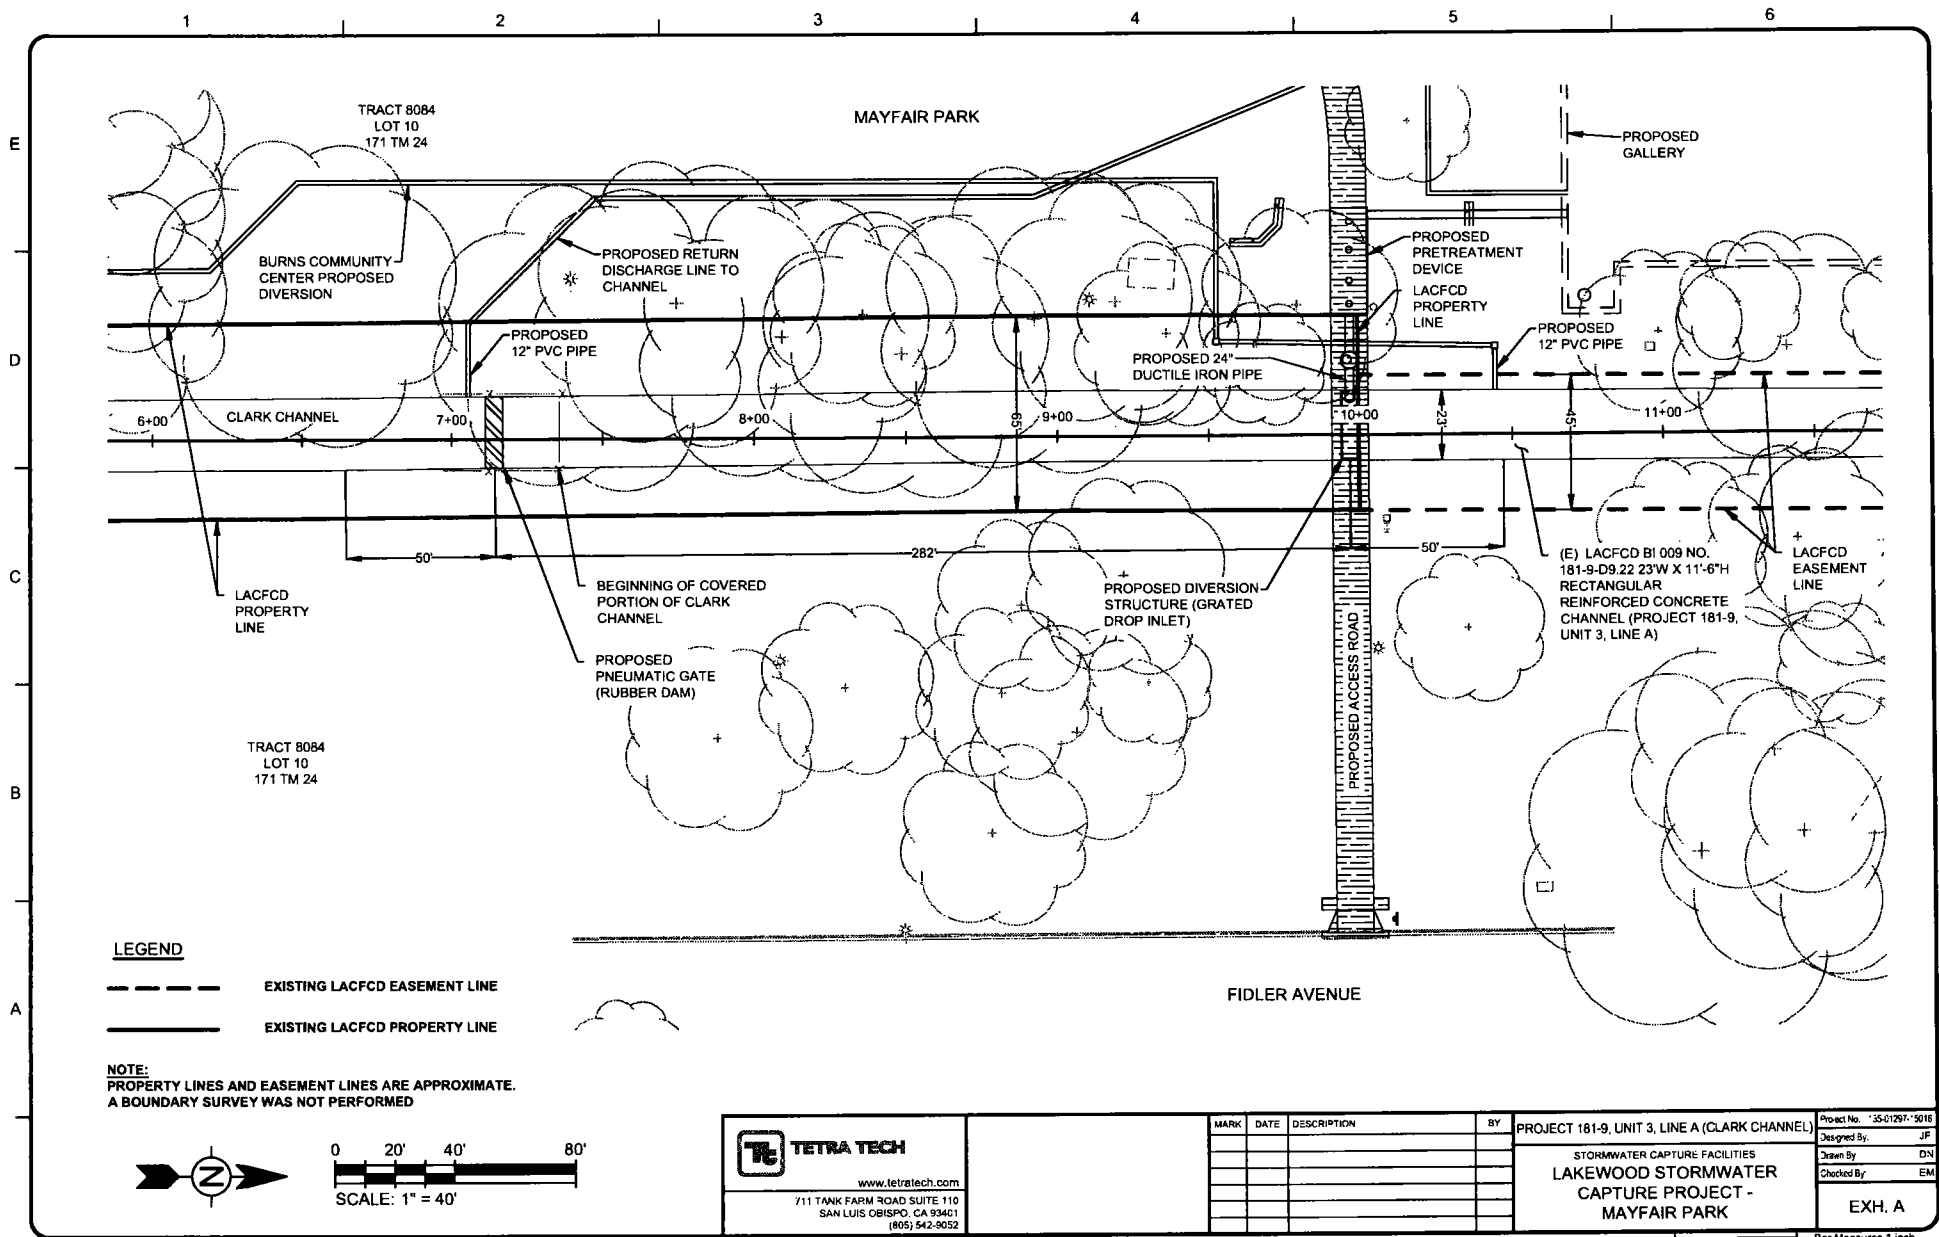 1
2
3
4
5
6
E
D
C
B
A
TRACT 8084
LOT 10
171 TM 24
MAYFAIR PARK
PROPOSED
GALLERY
BURNS COMMUNITY
CENTER PROPOSED
DIVERSION
PROPOSED RETURN
DISCHARGE LINE TO
CHANNEL
PROPOSED
PRETREATMENT
DEVICE
LACFCD
PROPERTY
LINE
PROPOSED
12" PVC PIPE
PROPOSED 24"
DUCTILE IRON PIPE
PROPOSED
12" PVC PIPE
6+00
CLARK CHANNEL
7+00
8+00
65'
9+00
10+00
23'
45'
11+00
50'
282'
50'
LACFCD
PROPERTY
LINE
BEGINNING OF COVERED
PORTION OF CLARK
CHANNEL
PROPOSED
PNEUMATIC GATE
(RUBBER DAM)
PROPOSED DIVERSION
STRUCTURE (GRATED
DROP INLET)
PROPOSED ACCESS ROAD
(E) LACFCD BI 009 NO.
181-9-D9.22 23'W X 11'-6"H
RECTANGULAR
REINFORCED CONCRETE
CHANNEL (PROJECT 181-9,
UNIT 3, LINE A)
LACFCD
EASEMENT
LINE
TRACT 8084
LOT 10
171 TM 24
FIDLER AVENUE
LEGEND
EXISTING LACFCD EASEMENT LINE
EXISTING LACFCD PROPERTY LINE
NOTE:
PROPERTY LINES AND EASEMENT LINES ARE APPROXIMATE.
A BOUNDARY SURVEY WAS NOT PERFORMED
N
0 20' 40' 80'
SCALE: 1" = 40'
Tt TETRA TECH
www.tetratech.com
711 TANK FARM ROAD SUITE 110
SAN LUIS OBISPO, CA 93401
(805) 542-9052
MARK DATE DESCRIPTION BY
PROJECT 181-9, UNIT 3, LINE A (CLARK CHANNEL)
STORMWATER CAPTURE FACILITIES
LAKEWOOD STORMWATER
CAPTURE PROJECT -
MAYFAIR PARK
Project No.
Designed By: JF
Drawn By DN
Checked By EM
EXH. A